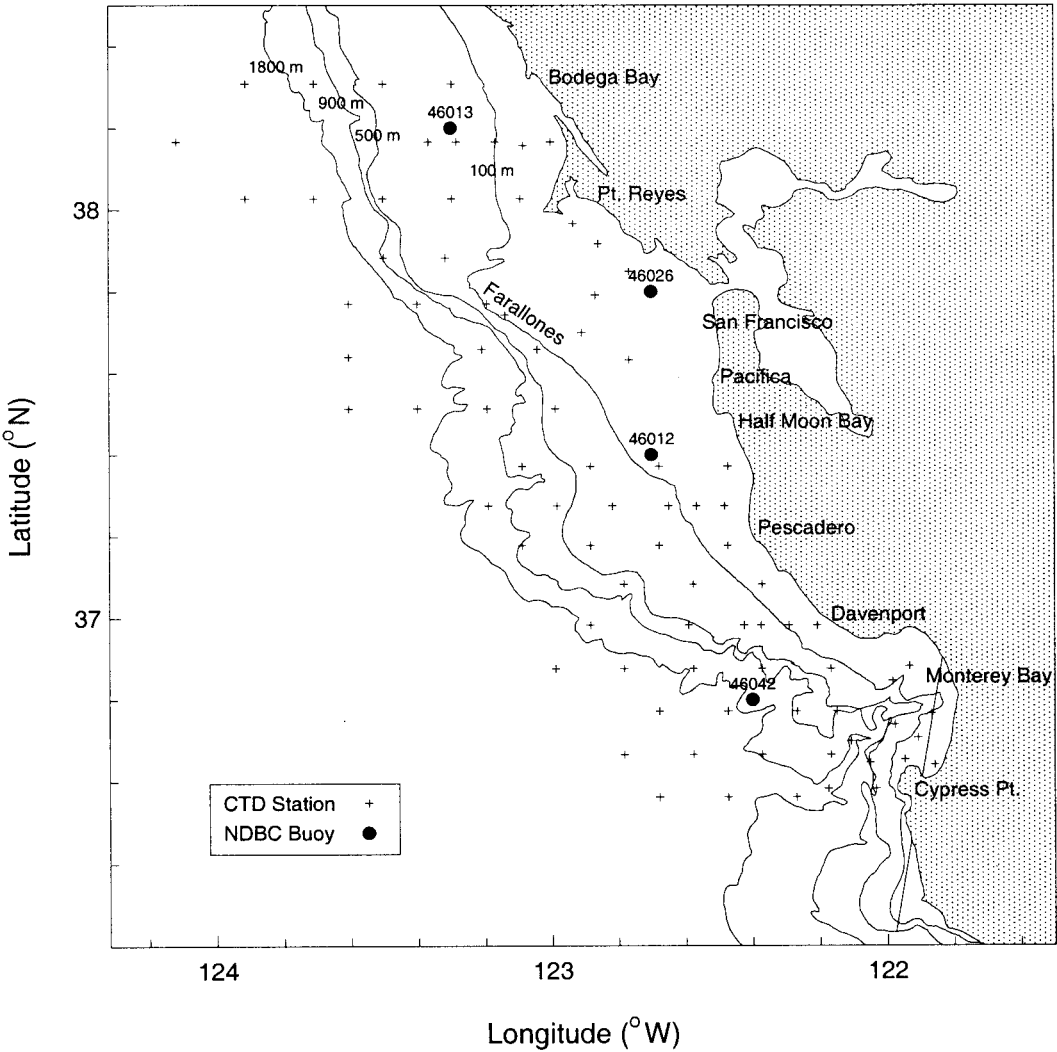 Bodega Bay
1800 m
900 m
46013
500 m
100 m
Pt. Reyes
38
46026
Farallones
San Francisco
Pacifica
Half Moon Bay
46012
Pescadero
37
Davenport
Monterey Bay
46042
Cypress Pt.
CTD Station +
NDBC Buoy ●
124
123
122
Latitude (°N)
Longitude (°W)